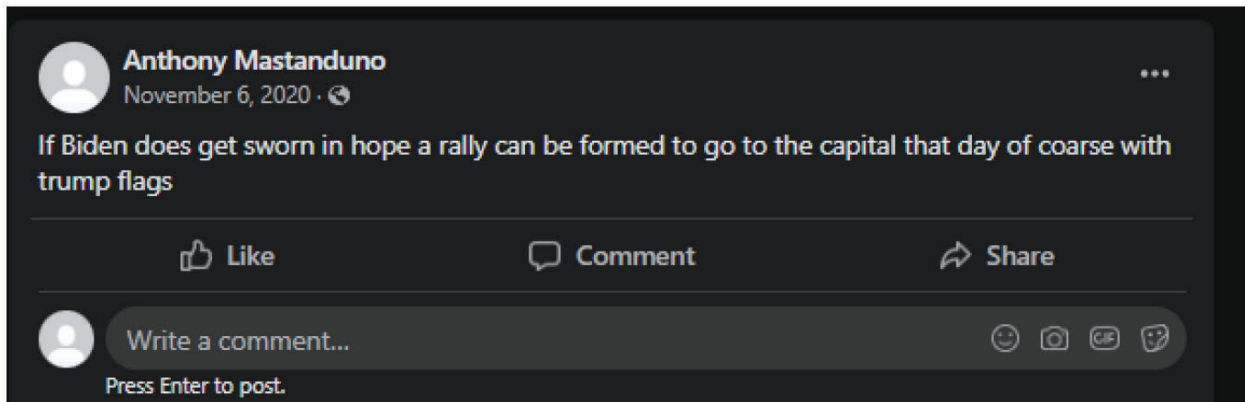 Anthony Mastanduno
November 6, 2020 ·
If Biden does get sworn in hope a rally can be formed to go to the capital that day of coarse with
trump flags
Like Comment Share
Write a comment... GIF
Press Enter to post.